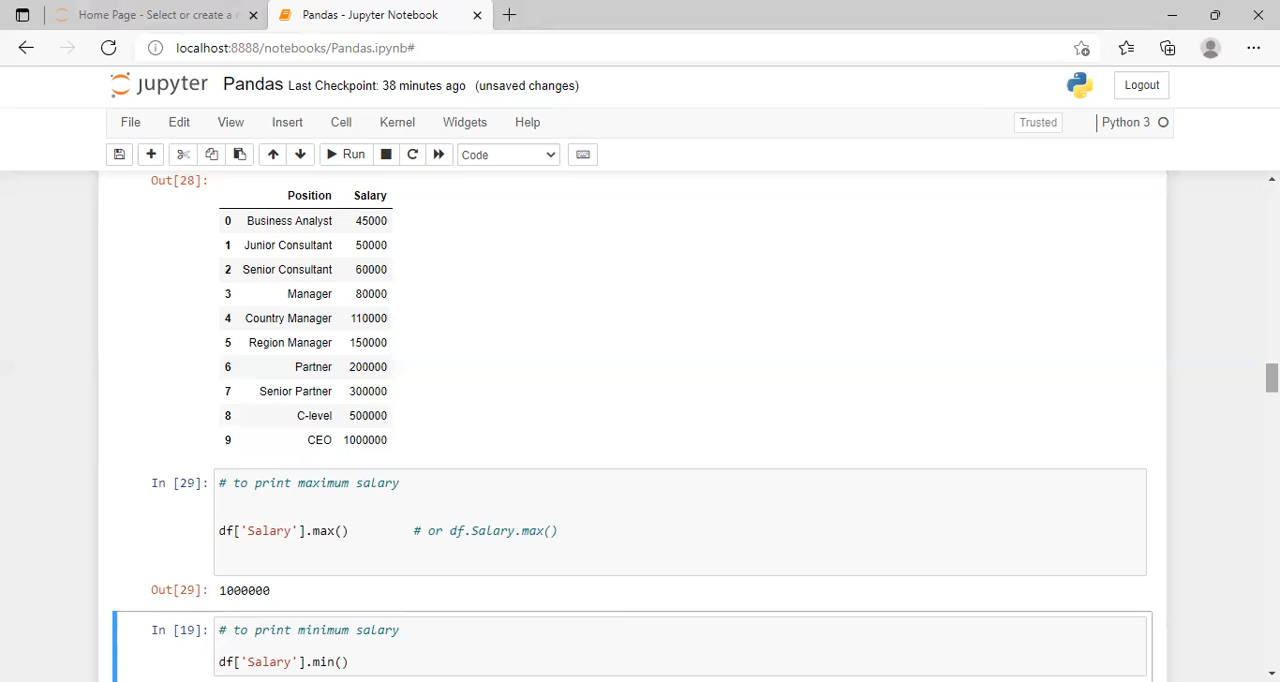 Home Page - Select or create a n
Pandas - Jupyter Notebook
localhost:8888/notebooks/Pandas.ipynb#
jupyter Pandas Last Checkpoint: 38 minutes ago (unsaved changes)
Logout
File Edit View Insert Cell Kernel Widgets Help
Trusted Python 3
Run Code
Out[28]:
Position Salary
0 Business Analyst 45000
1 Junior Consultant 50000
2 Senior Consultant 60000
3 Manager 80000
4 Country Manager 110000
5 Region Manager 150000
6 Partner 200000
7 Senior Partner 300000
8 C-level 500000
9 CEO 1000000
In [29]: # to print maximum salary
df['Salary'].max() # or df.Salary.max()
Out[29]: 1000000
In [19]: # to print minimum salary
df['Salary'].min()